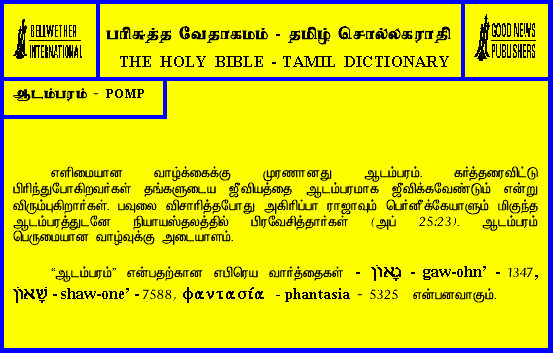 BELLWETHER
INTERNATIONAL
பரிசுத்த வேதாகமம் - தமிழ் சொல்லகராதி
THE HOLY BIBLE - TAMIL DICTIONARY
GOOD NEWS
PUBLISHERS
ஆடம்பரம் - POMP
எளிமையான வாழ்க்கைக்கு முரணானது ஆடம்பரம். கர்த்தரைவிட்டு
பிரிந்துபோகிறவர்கள் தங்களுடைய ஜீவியத்தை ஆடம்பரமாக ஜீவிக்கவேண்டும் என்று
விரும்புகிறார்கள். பவுலை விசாரித்தபோது அகிரிப்பா ராஜாவும் பெர்னீக்கேயாளும் மிகுந்த
ஆடம்பரத்துடனே நியாயஸ்தலத்தில் பிரவேசித்தார்கள் (அப் 25:23). ஆடம்பரம்
பெருமையான வாழ்வுக்கு அடையாளம்.
“ஆடம்பரம்” என்பதற்கான எபிரெய வார்த்தைகள் - גָּאוֹן - gaw-ohn’ - 1347,
שָׁאוֹן - shaw-one’ - 7588, φαντασία - phantasia - 5325 என்பனவாகும்.